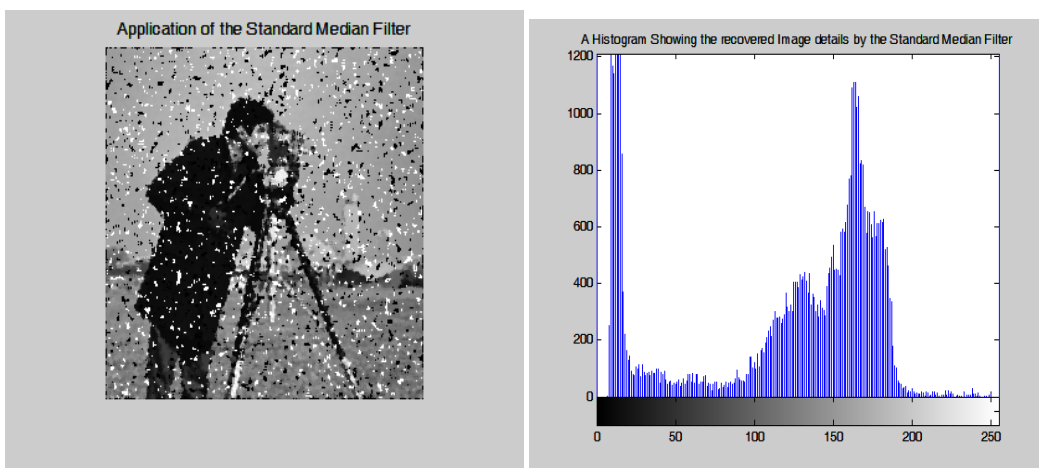 Application of the Standard Median Filter
A Histogram Showing the recovered Image details by the Standard Median Filter
1200
1000
800
600
400
200
0
0 50 100 150 200 250